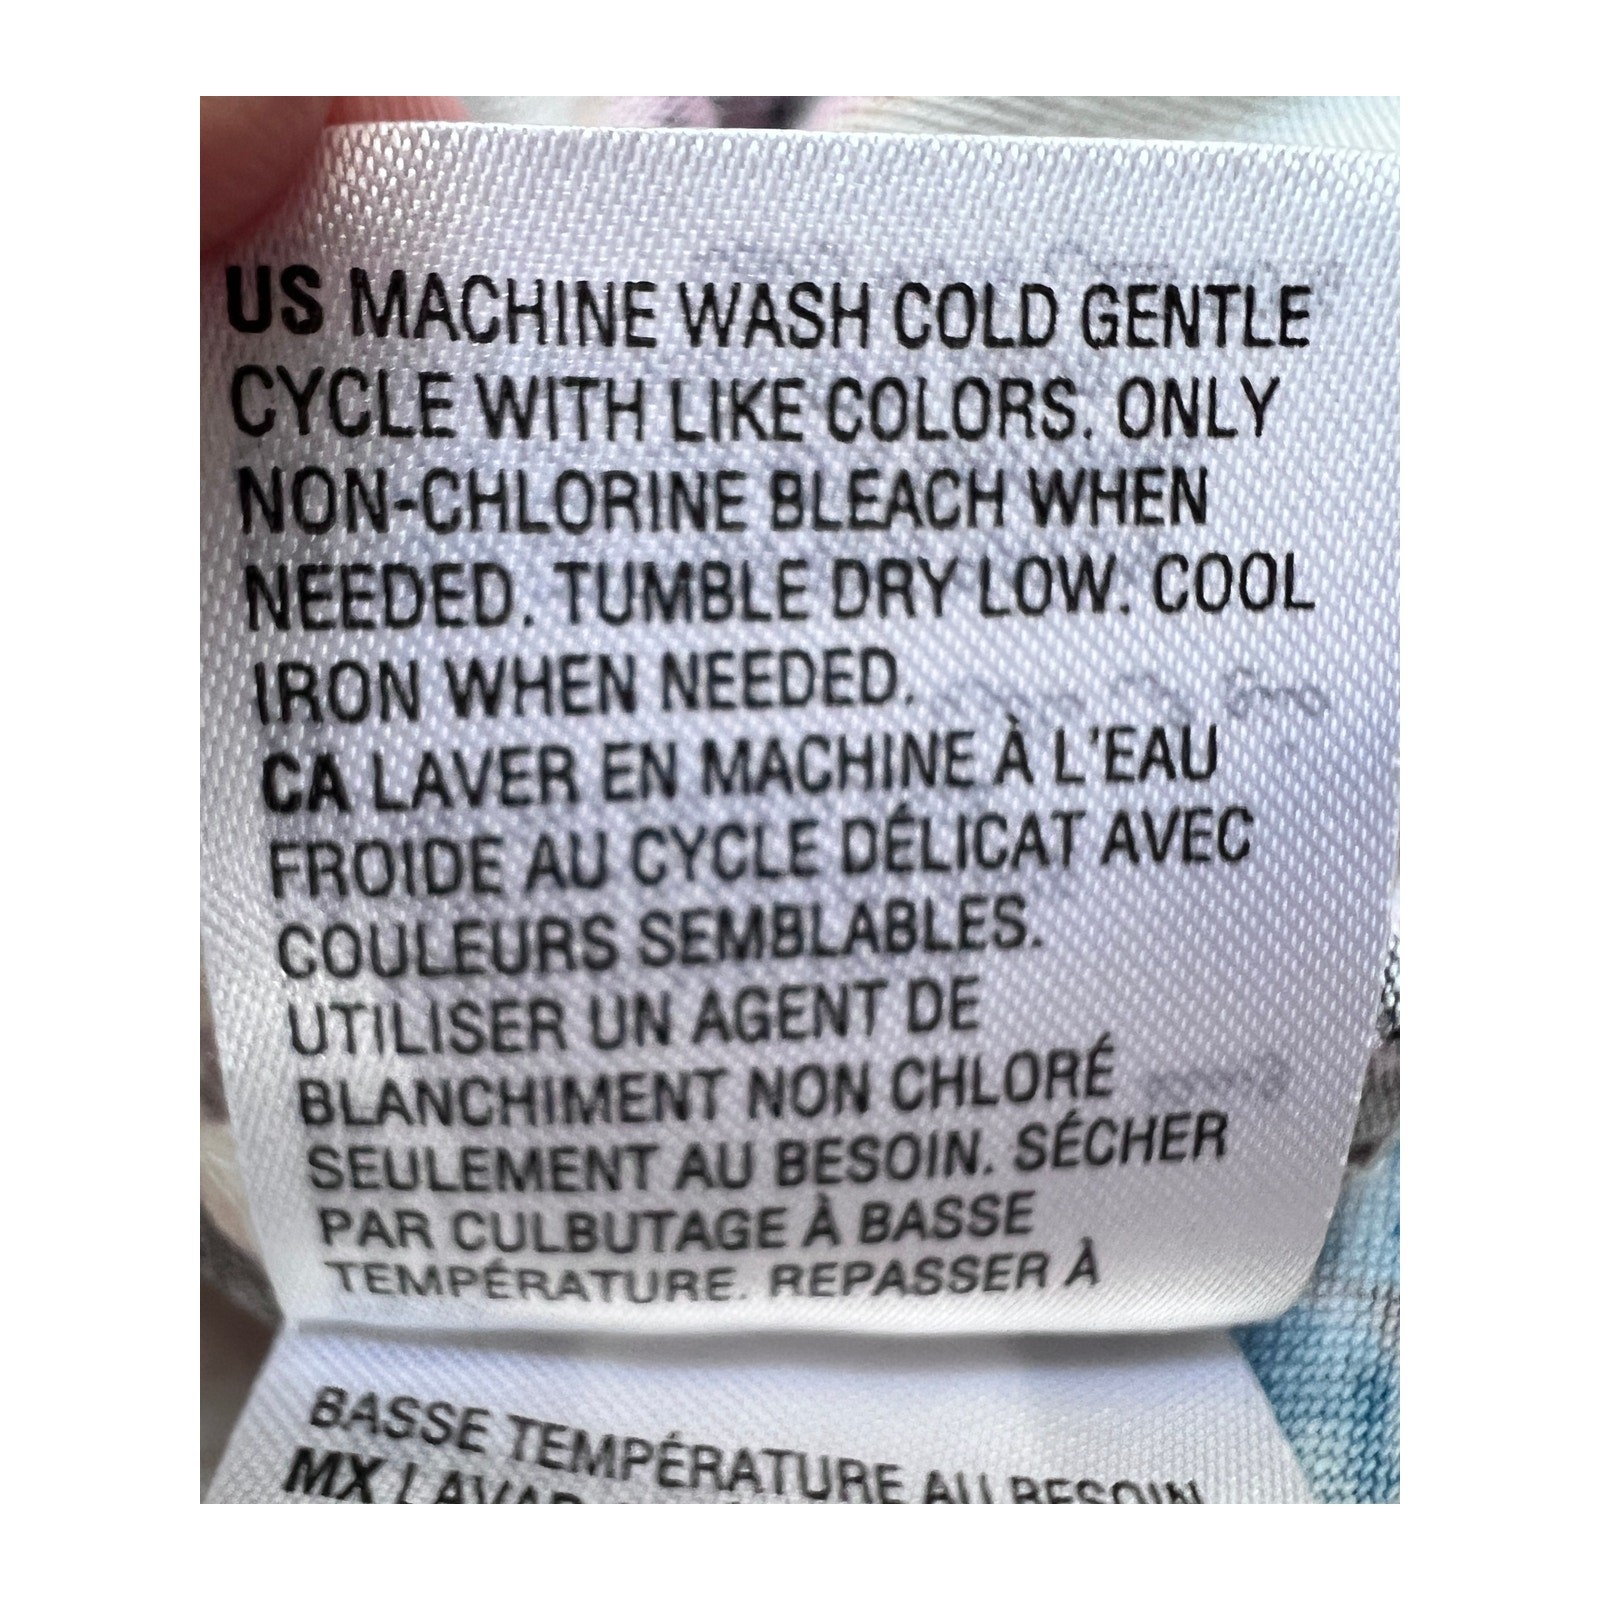 US MACHINE WASH COLD GENTLE
CYCLE WITH LIKE COLORS. ONLY
NON-CHLORINE BLEACH WHEN
NEEDED. TUMBLE DRY LOW. COOL
IRON WHEN NEEDED.
CA LAVER EN MACHINE À L'EAU
FROIDE AU CYCLE DÉLICAT AVEC
COULEURS SEMBLABLES.
UTILISER UN AGENT DE
BLANCHIMENT NON CHLORÉ
SEULEMENT AU BESOIN. SÉCHER
PAR CULBUTAGE À BASSE
TEMPÉRATURE. REPASSER À
BASSE TEMPÉRATURE AU BESOIN
MX LAVAR